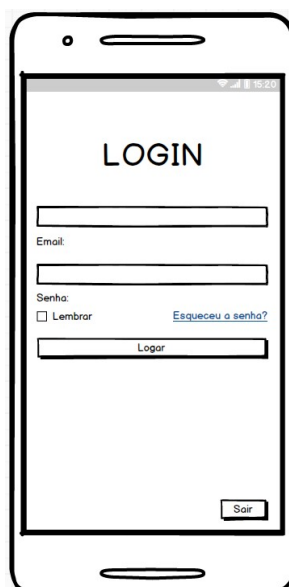 15:20
LOGIN
Email:
Senha:
Lembrar
Esqueceu a senha?
Logar
Sair